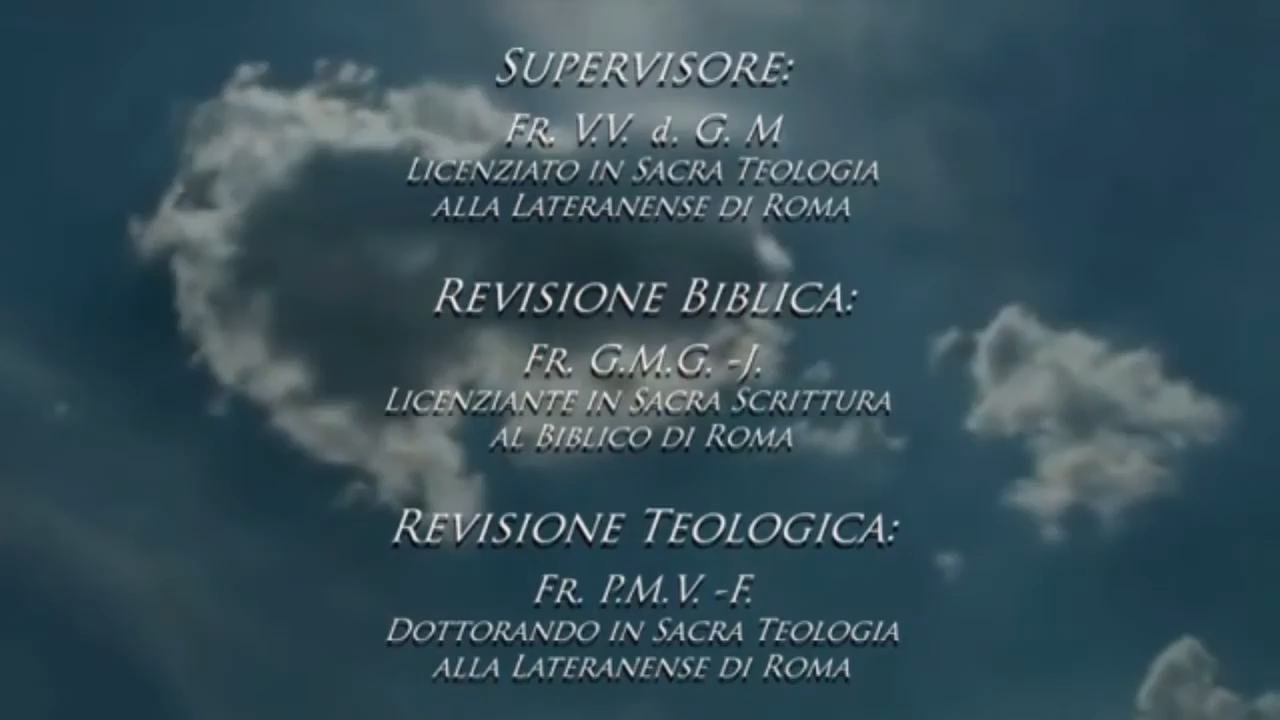 SUPERVISORE:
FR. V.V. d. G. M
LICENZIATO IN SACRA TEOLOGIA
ALLA LATERANENSE DI ROMA
REVISIONE BIBLICA:
FR. G.M.G. -J.
LICENZIANTE IN SACRA SCRITTURA
AL BIBLICO DI ROMA
REVISIONE TEOLOGICA:
FR. P.M.V. -F.
DOTTORANDO IN SACRA TEOLOGIA
ALLA LATERANENSE DI ROMA